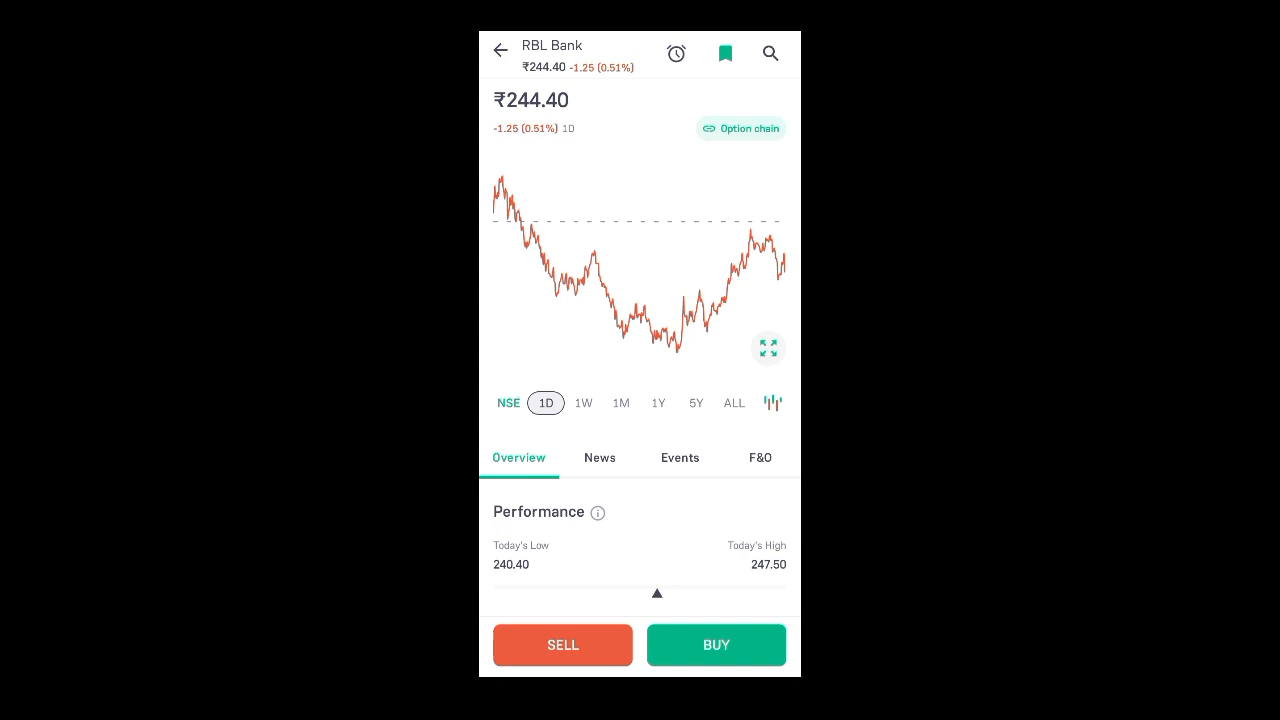 RBL Bank
₹244.40 -1.25 (0.51%)
₹244.40
-1.25 (0.51%) 1D
Option chain
NSE 1D 1W 1M 1Y 5Y ALL
Overview News Events F&O
Performance
Today's Low Today's High
240.40 247.50
SELL BUY